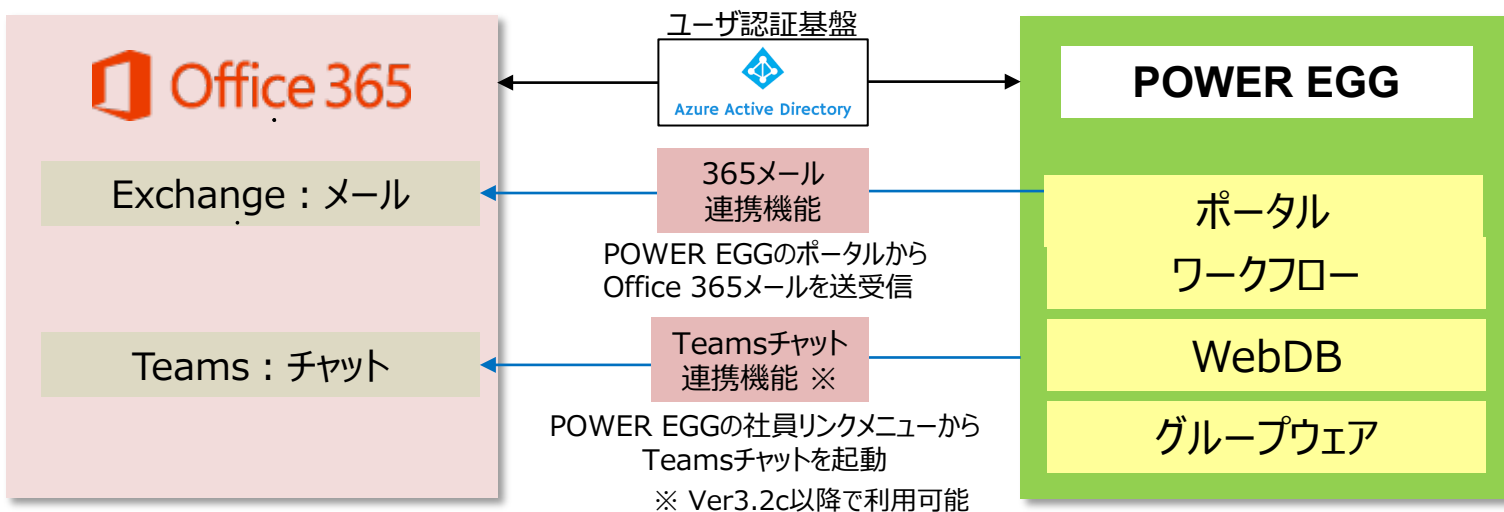 ユーザ認証基盤
Office 365
Azure Active Directory
POWER EGG
Exchange：メール
365メール
連携機能
ポータル
POWER EGGのポータルから
Office 365メールを送受信
ワークフロー
Teams：チャット
Teamsチャット
連携機能 ※
WebDB
POWER EGGの社員リンクメニューから
Teamsチャットを起動
グループウェア
※ Ver3.2c以降で利用可能